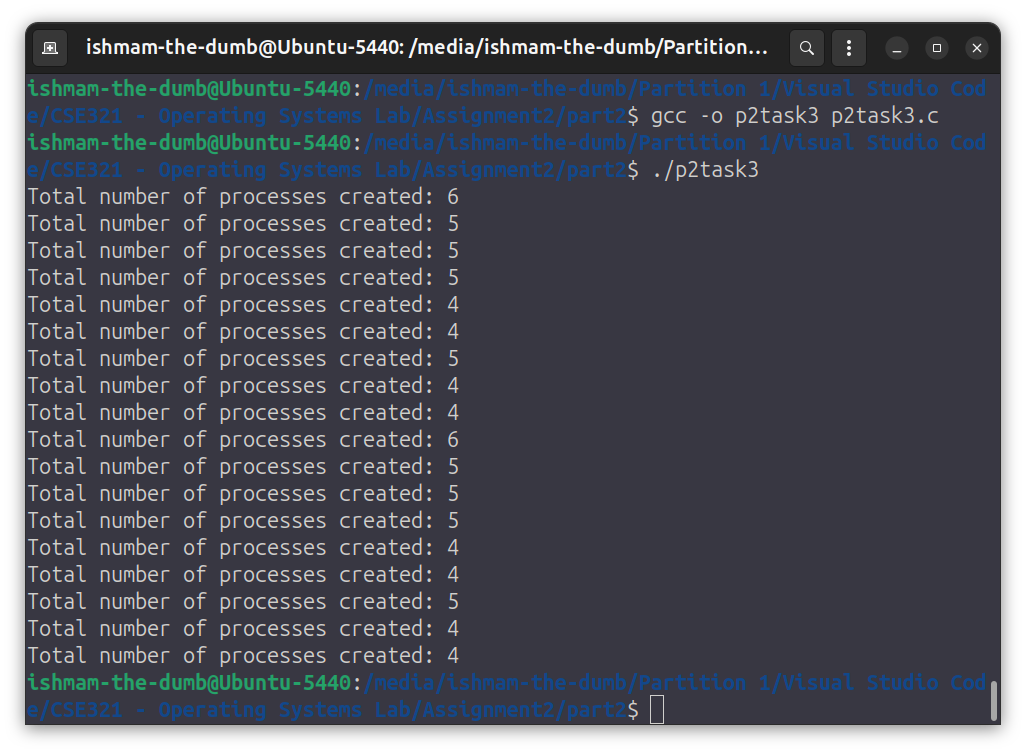 ishmam-the-dumb@Ubuntu-5440: /media/ishmam-the-dumb/Partition...
ishmam-the-dumb@Ubuntu-5440:/media/ishmam-the-dumb/Partition 1/Visual Studio Cod
e/CSE321 - Operating Systems Lab/Assignment2/part2$ gcc -o p2task3 p2task3.c
ishmam-the-dumb@Ubuntu-5440:/media/ishmam-the-dumb/Partition 1/Visual Studio Cod
e/CSE321 - Operating Systems Lab/Assignment2/part2$ ./p2task3
Total number of processes created: 6
Total number of processes created: 5
Total number of processes created: 5
Total number of processes created: 5
Total number of processes created: 4
Total number of processes created: 4
Total number of processes created: 5
Total number of processes created: 4
Total number of processes created: 4
Total number of processes created: 6
Total number of processes created: 5
Total number of processes created: 5
Total number of processes created: 5
Total number of processes created: 4
Total number of processes created: 4
Total number of processes created: 5
Total number of processes created: 4
Total number of processes created: 4
ishmam-the-dumb@Ubuntu-5440:/media/ishmam-the-dumb/Partition 1/Visual Studio Cod
e/CSE321 - Operating Systems Lab/Assignment2/part2$